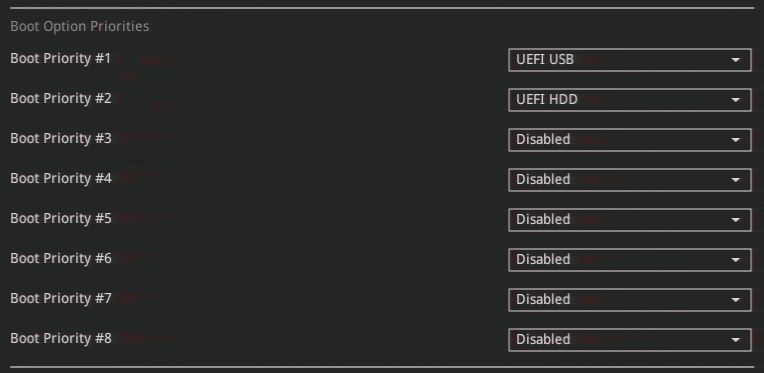 Boot Option Priorities
Boot Priority #1 UEFI USB
Boot Priority #2 UEFI HDD
Boot Priority #3 Disabled
Boot Priority #4 Disabled
Boot Priority #5 Disabled
Boot Priority #6 Disabled
Boot Priority #7 Disabled
Boot Priority #8 Disabled